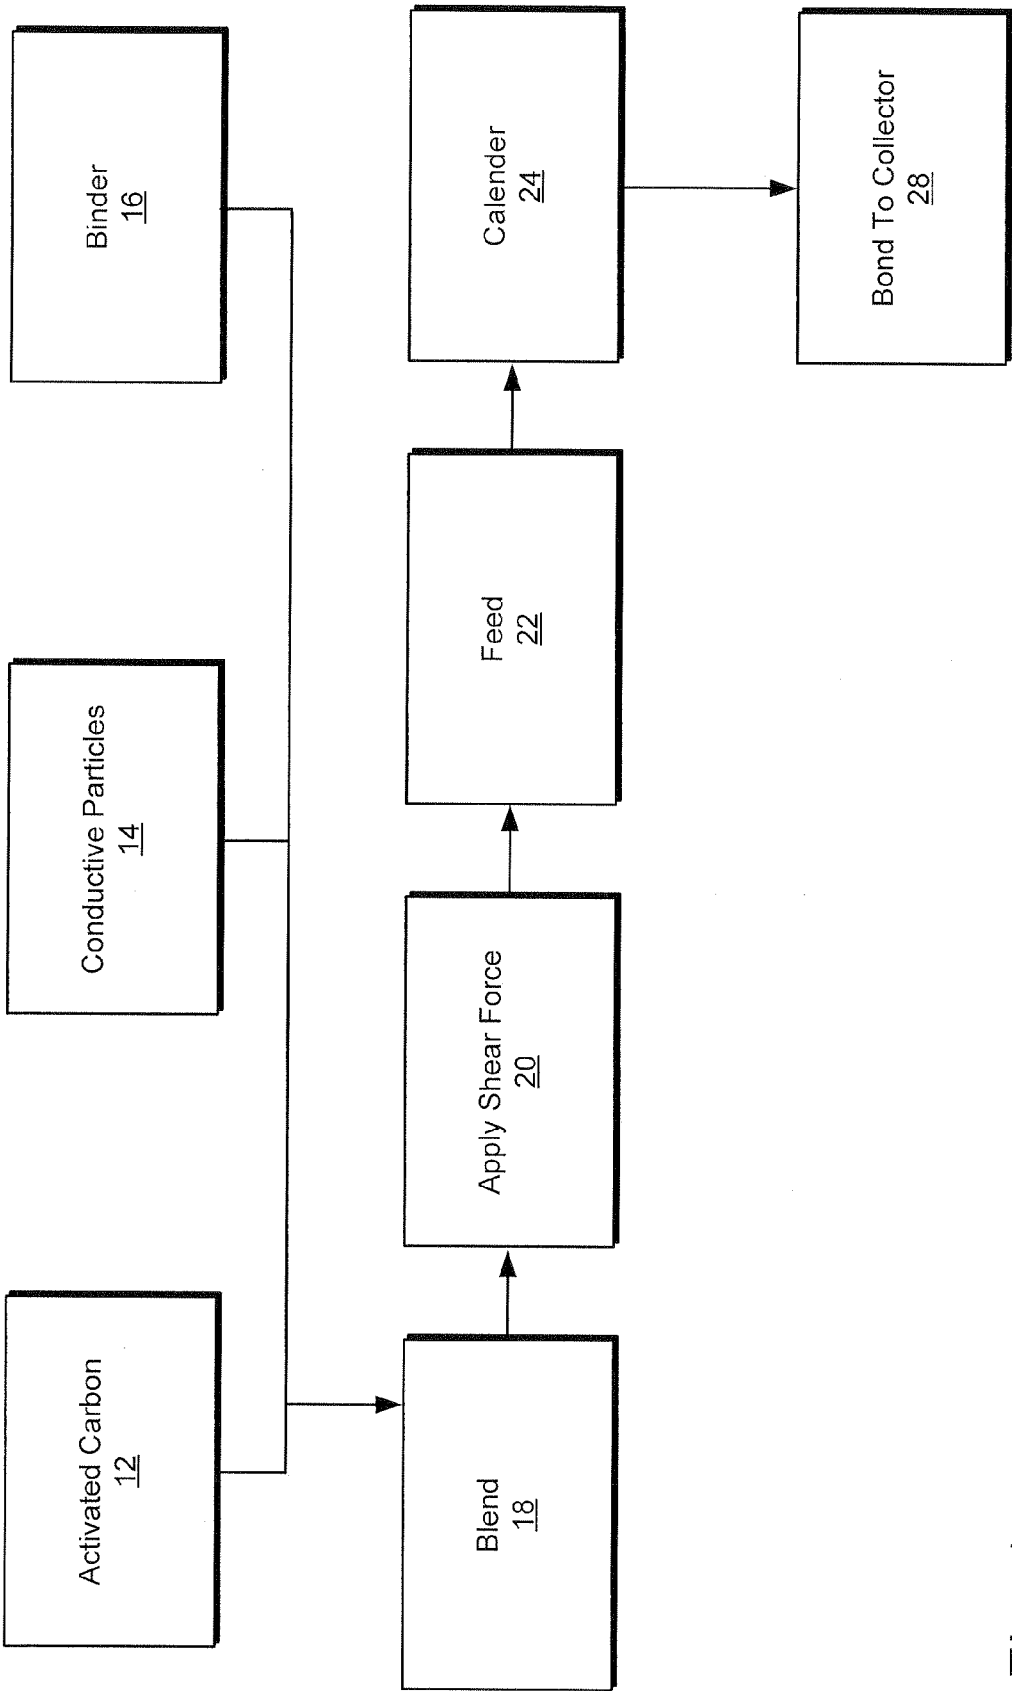 Activated Carbon
12
Conductive Particles
14
Binder
16
Blend
18
Apply Shear Force
20
Feed
22
Calender
24
Bond To Collector
28